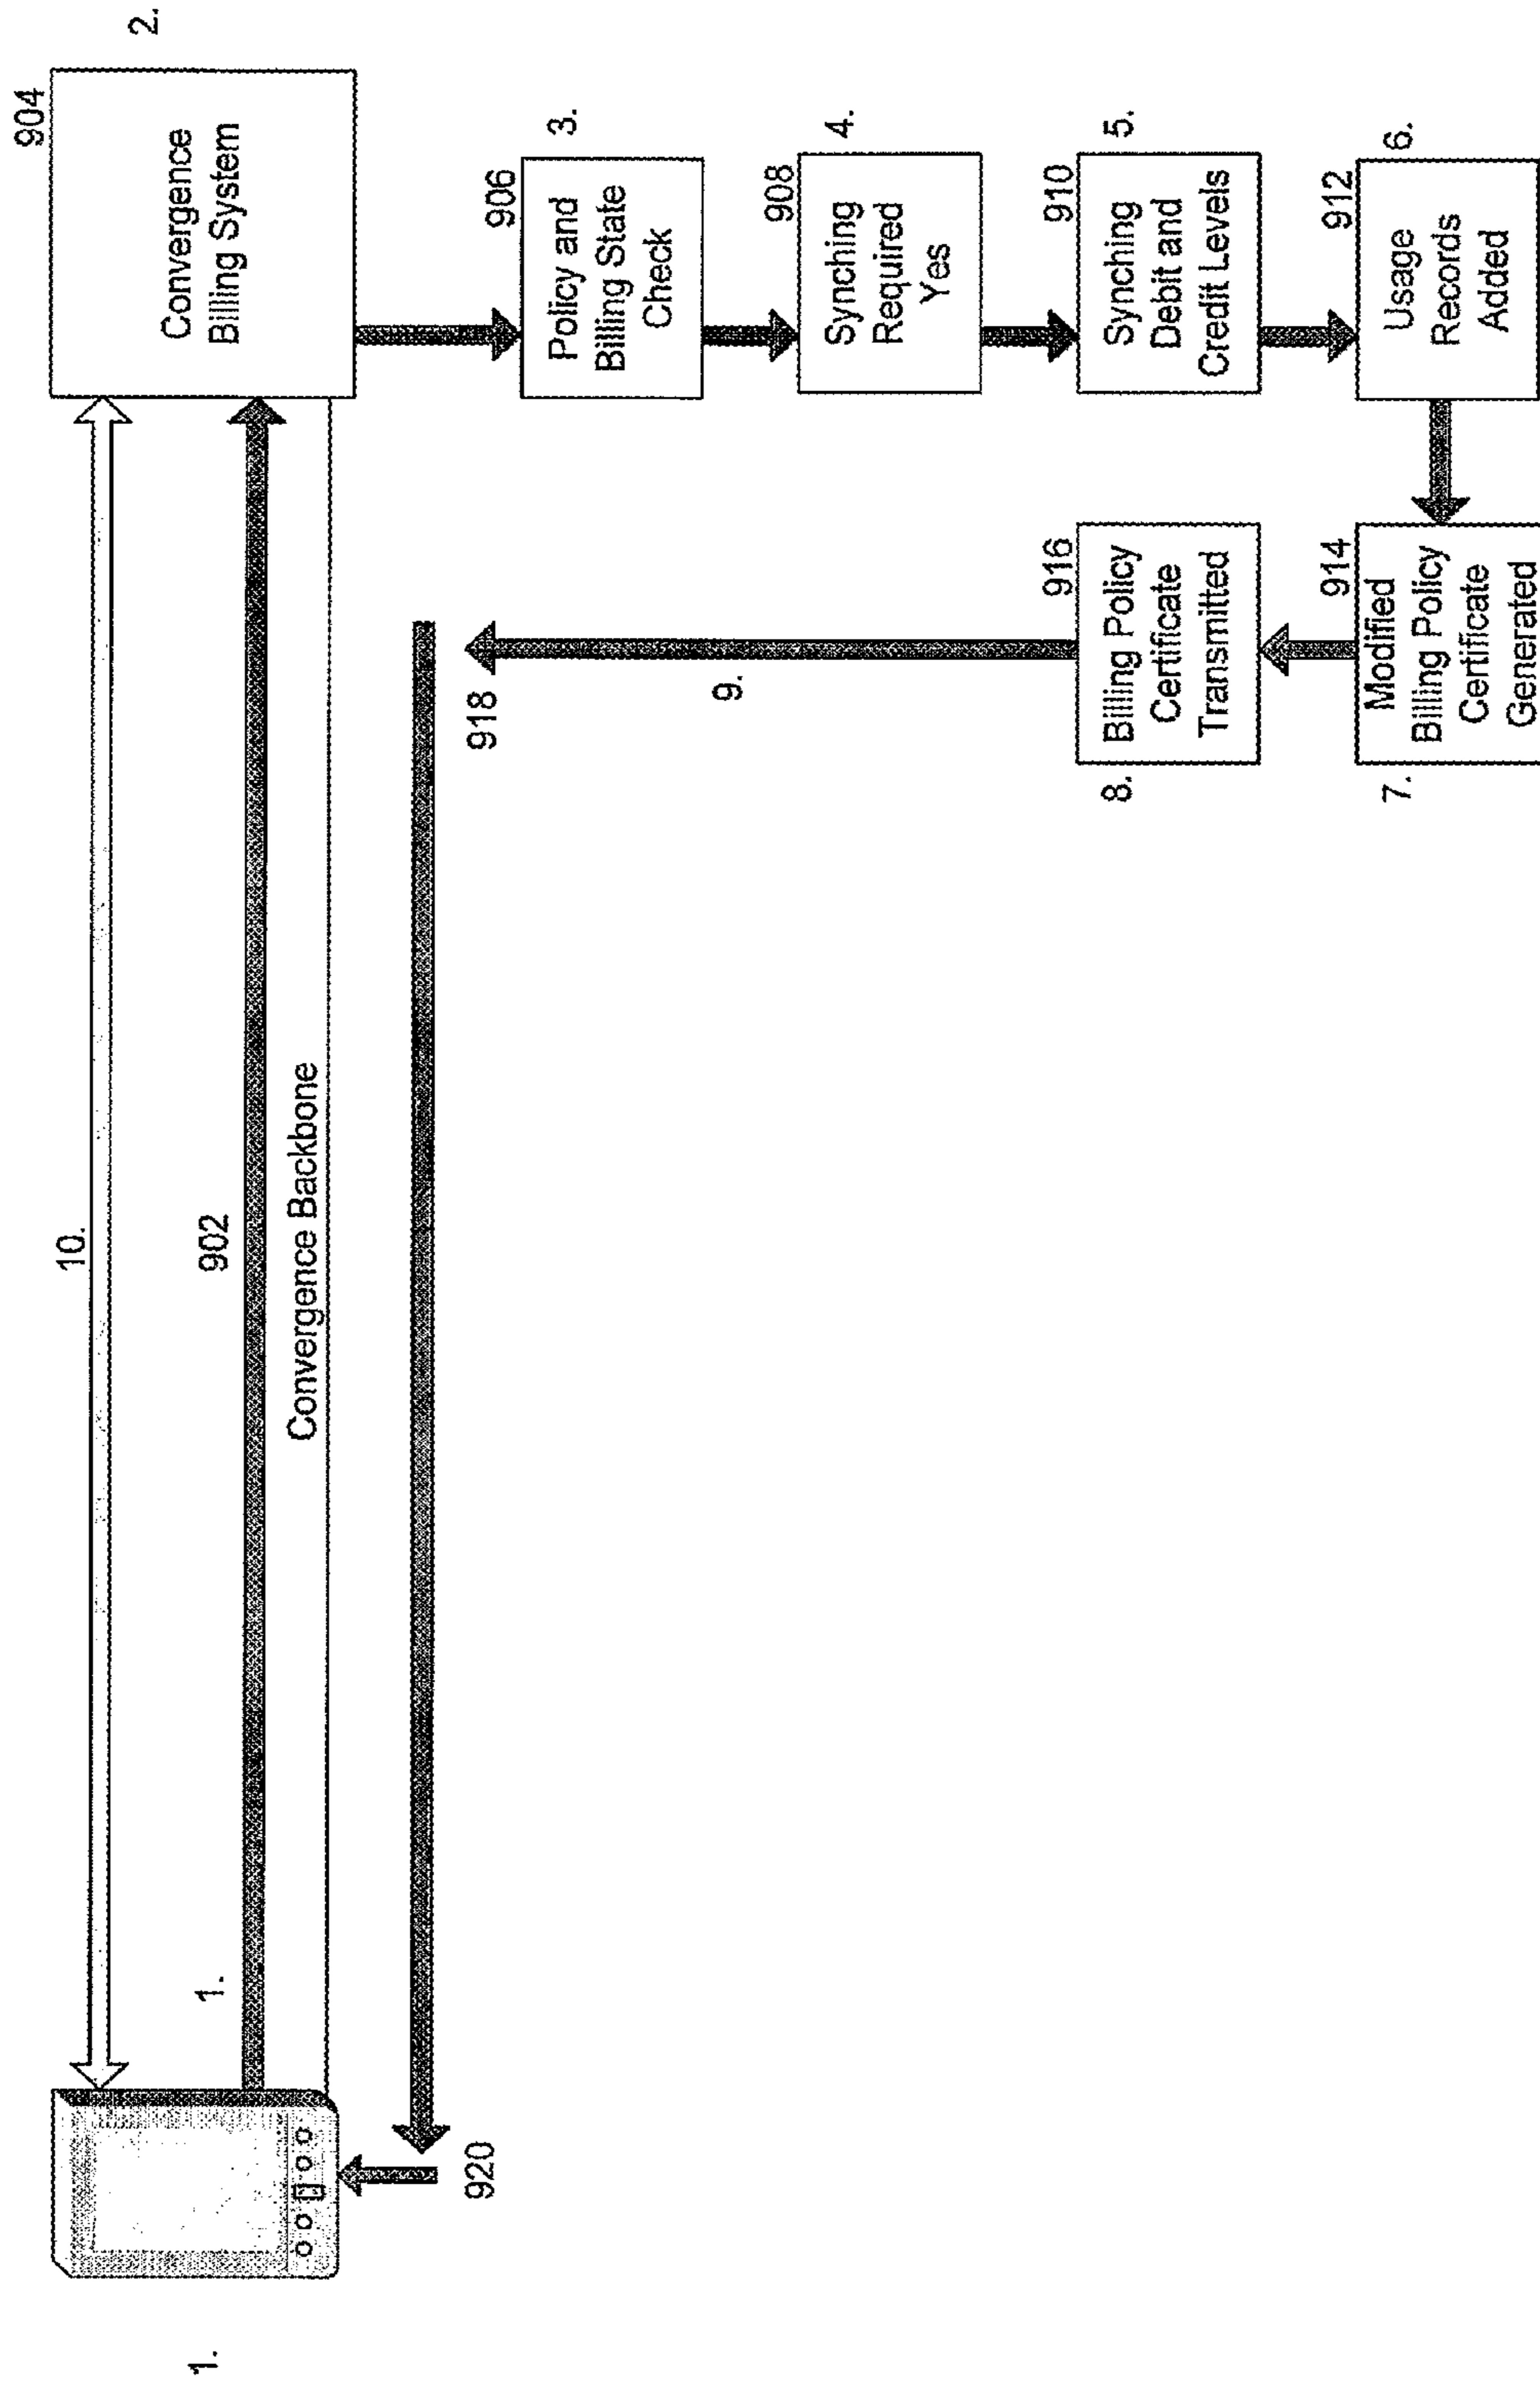 904
2.
Convergence
Billing System
10.
902
1.
Convergence Backbone
1.
906
3.
Policy and
Billing State
Check
908
4.
Synching
Required
Yes
910
5.
Synching
Debit and
Credit Levels
912
6.
Usage
Records
Added
914
7.
Modified
Billing Policy
Certificate
Generated
916
8.
Billing Policy
Certificate
Transmitted
9.
918
920